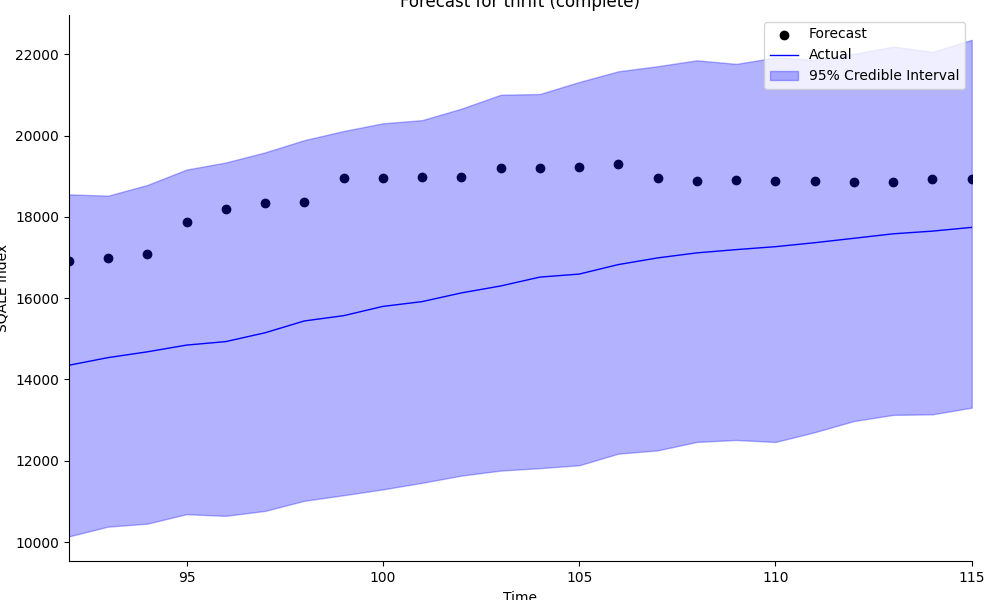 Forecast for thrift (complete)
Forecast
Actual
95% Credible Interval
22000
20000
18000
16000
14000
12000
10000
SQALE Index
95
100
105
110
115
Time